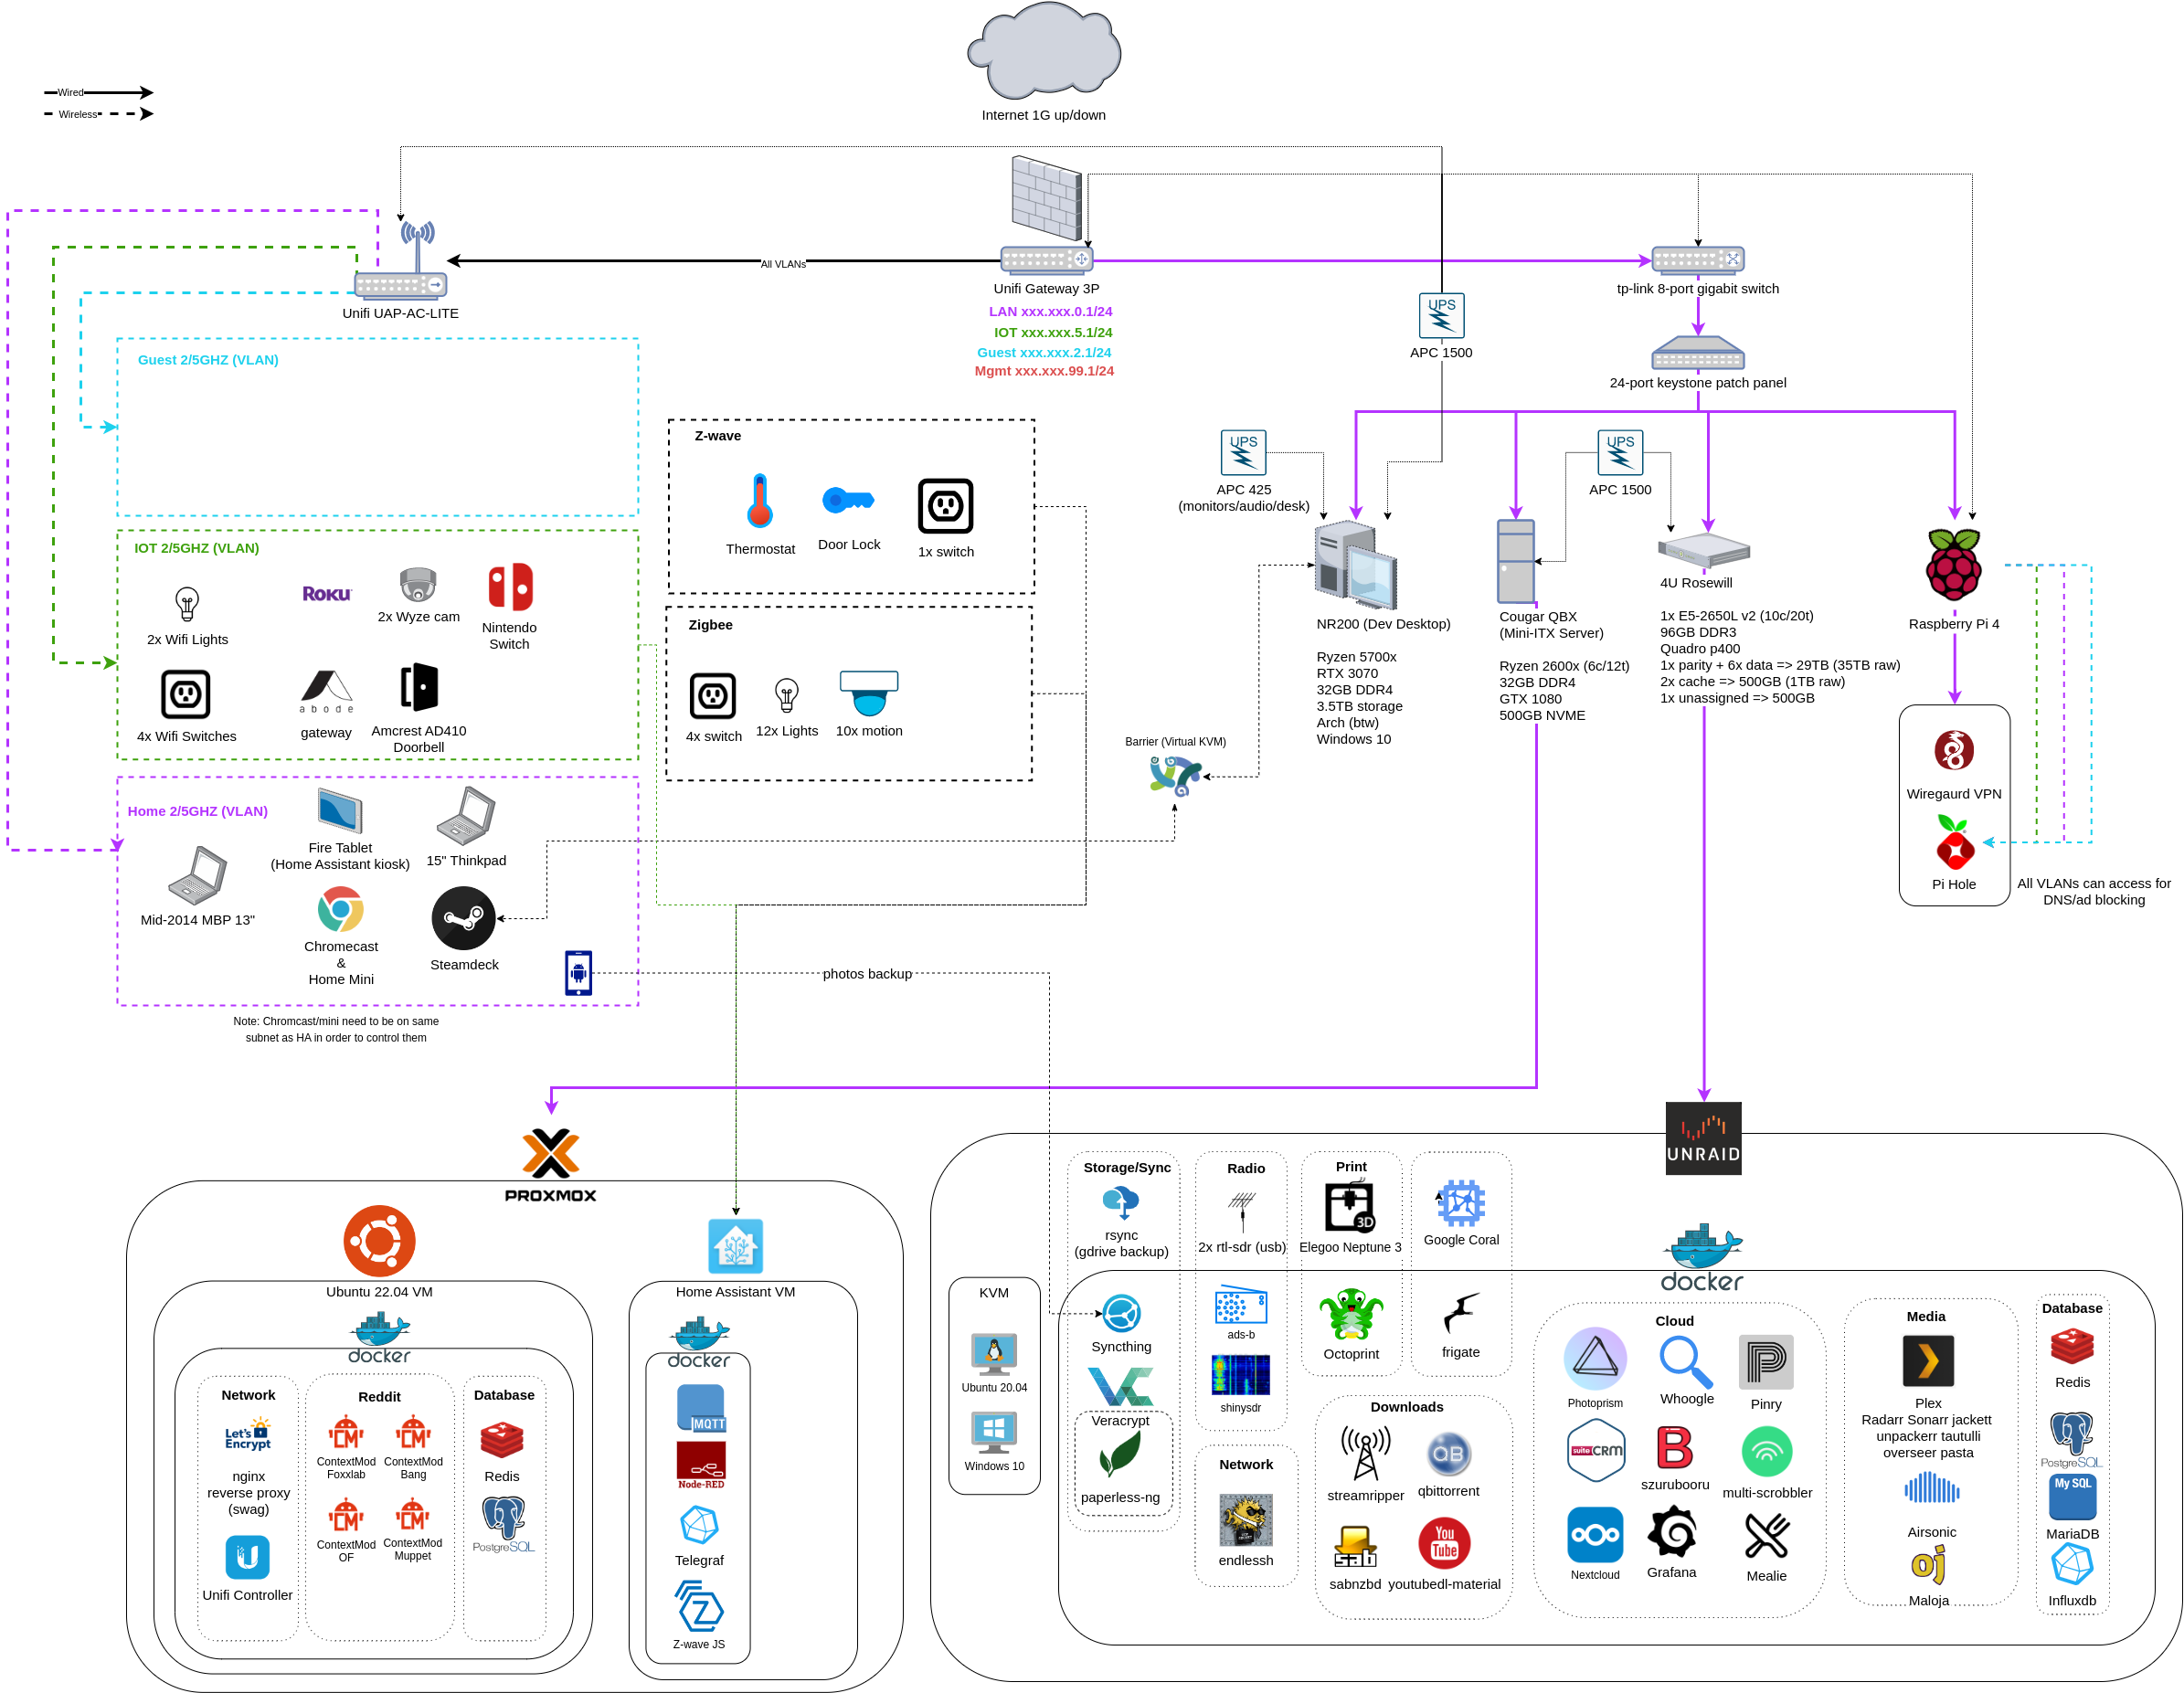 Internet 1G up/down
Wired
Wireless
All VLANs
Unifi Gateway 3P
LAN xxx.xxx.0.1/24
IOT xxx.xxx.5.1/24
Guest xxx.xxx.2.1/24
Mgmt xxx.xxx.99.1/24
Unifi UAP-AC-LITE
tp-link 8-port gigabit switch
24-port keystone patch panel
UPS
APC 1500
UPS
APC 425
(monitors/audio/desk)
UPS
APC 1500
Guest 2/5GHZ (VLAN)
IOT 2/5GHZ (VLAN)
2x Wifi Lights
ROKU
2x Wyze cam
Nintendo
Switch
4x Wifi Switches
abode
gateway
Amcrest AD410
Doorbell
Home 2/5GHZ (VLAN)
Fire Tablet
(Home Assistant kiosk)
15" Thinkpad
Mid-2014 MBP 13"
Chromecast
&
Home Mini
Steamdeck
Note: Chromcast/mini need to be on same
subnet as HA in order to control them
Z-wave
Thermostat
Door Lock
1x switch
Zigbee
4x switch
12x Lights
10x motion
Barrier (Virtual KVM)
photos backup
NR200 (Dev Desktop)
Ryzen 5700x
RTX 3070
32GB DDR4
3.5TB storage
Arch (btw)
Windows 10
Cougar QBX
(Mini-ITX Server)
Ryzen 2600x (6c/12t)
32GB DDR4
GTX 1080
500GB NVME
4U Rosewill
1x E5-2650L v2 (10c/20t)
96GB DDR3
Quadro p400
1x parity + 6x data => 29TB (35TB raw)
2x cache => 500GB (1TB raw)
1x unassigned => 500GB
Raspberry Pi 4
Wiregaurd VPN
Pi Hole
All VLANs can access for
DNS/ad blocking
PROXMOX
Ubuntu 22.04 VM
docker
Network
Let's
Encrypt
nginx
reverse proxy
(swag)
Unifi Controller
Reddit
ContextMod
Foxxlab
ContextMod
Bang
ContextMod
OF
ContextMod
Muppet
Database
Redis
PostgreSQL
Home Assistant VM
docker
MQTT
Node-RED
Telegraf
Z-wave JS
UNRAID
KVM
Ubuntu 20.04
Windows 10
Storage/Sync
rsync
(gdrive backup)
Syncthing
Veracrypt
paperless-ng
Radio
2x rtl-sdr (usb)
ads-b
shinysdr
Network
endlessh
Print
3D
Elegoo Neptune 3
Octoprint
Google Coral
frigate
Downloads
streamripper
QB
qbittorrent
sabnzbd
You
Tube
youtubedl-material
docker
Cloud
Photoprism
Whoogle
Pinry
suiteCRM
szurubooru
multi-scrobbler
Nextcloud
Grafana
Mealie
Media
Plex
Radarr Sonarr jackett
unpackerr tautulli
overseer pasta
Airsonic
oj
Maloja
Database
Redis
PostgreSQL
My SQL
MariaDB
Influxdb